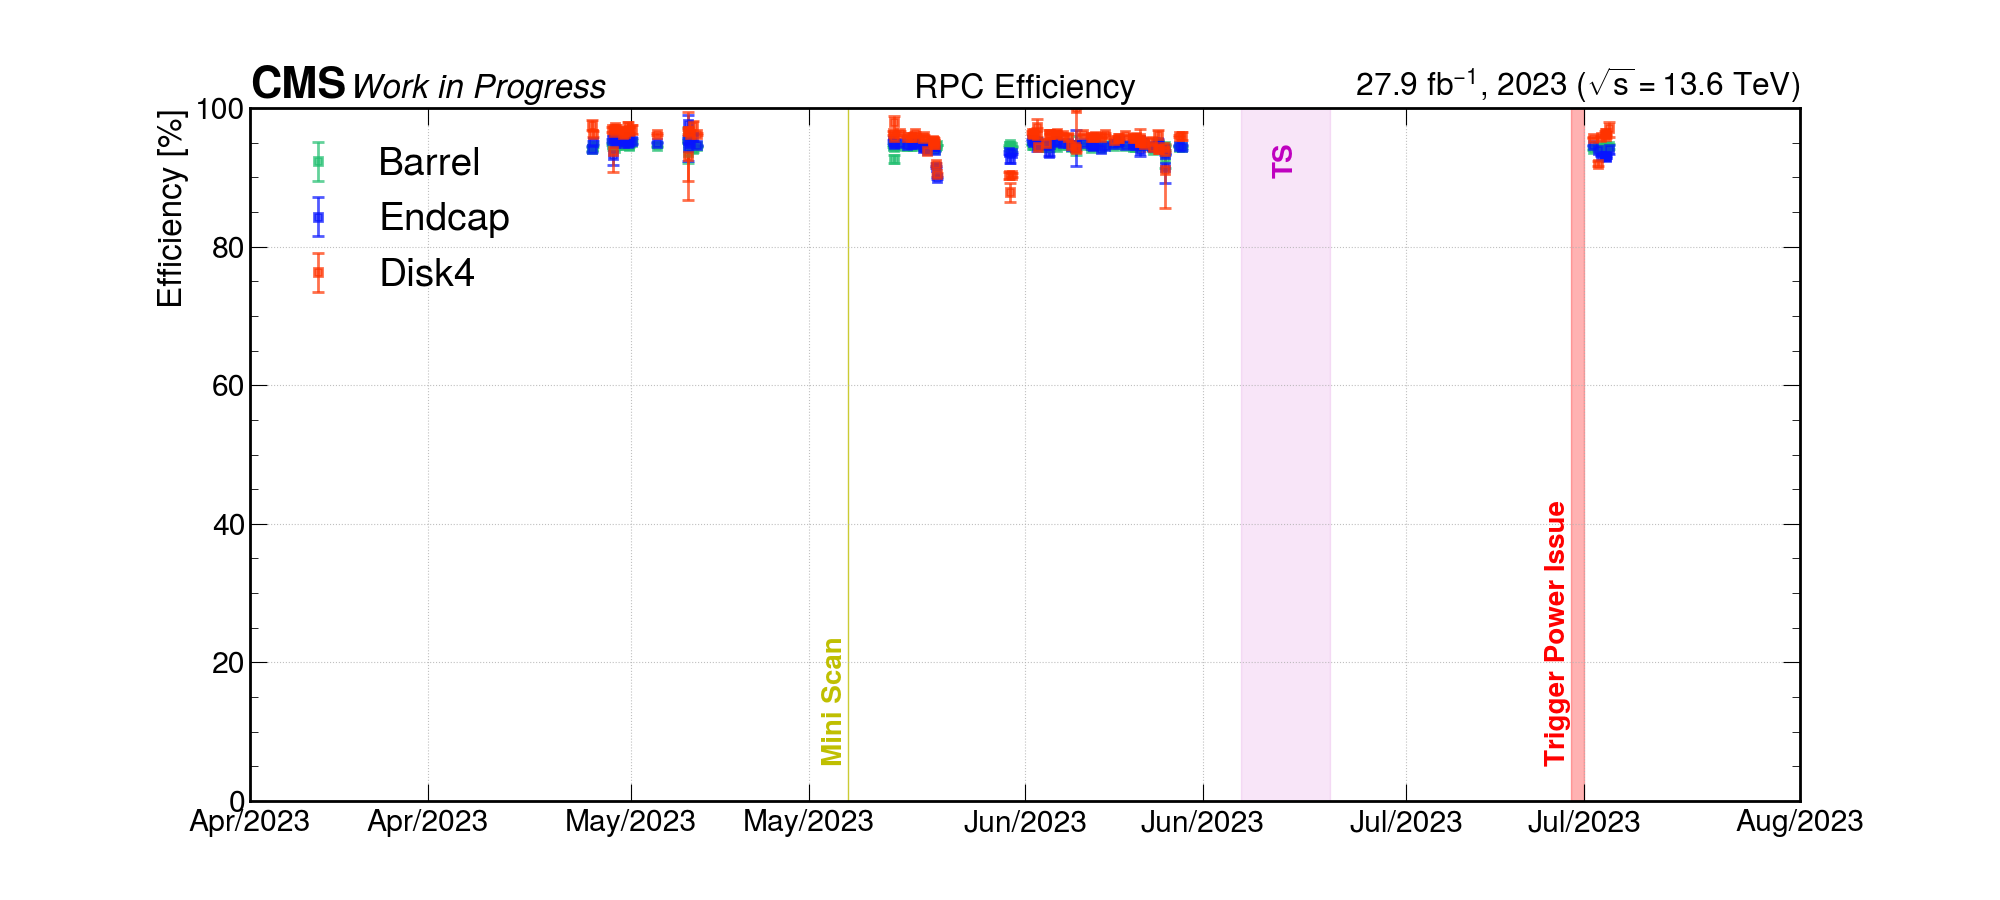 CMS Work in Progress RPC Efficiency 27.9 fb⁻¹, 2023 (√s = 13.6 TeV)
Efficiency [%]
100
80
60
40
20
0
Barrel
Endcap
Disk4
Mini Scan
TS
Trigger Power Issue
Apr/2023 Apr/2023 May/2023 May/2023 Jun/2023 Jun/2023 Jul/2023 Jul/2023 Aug/2023